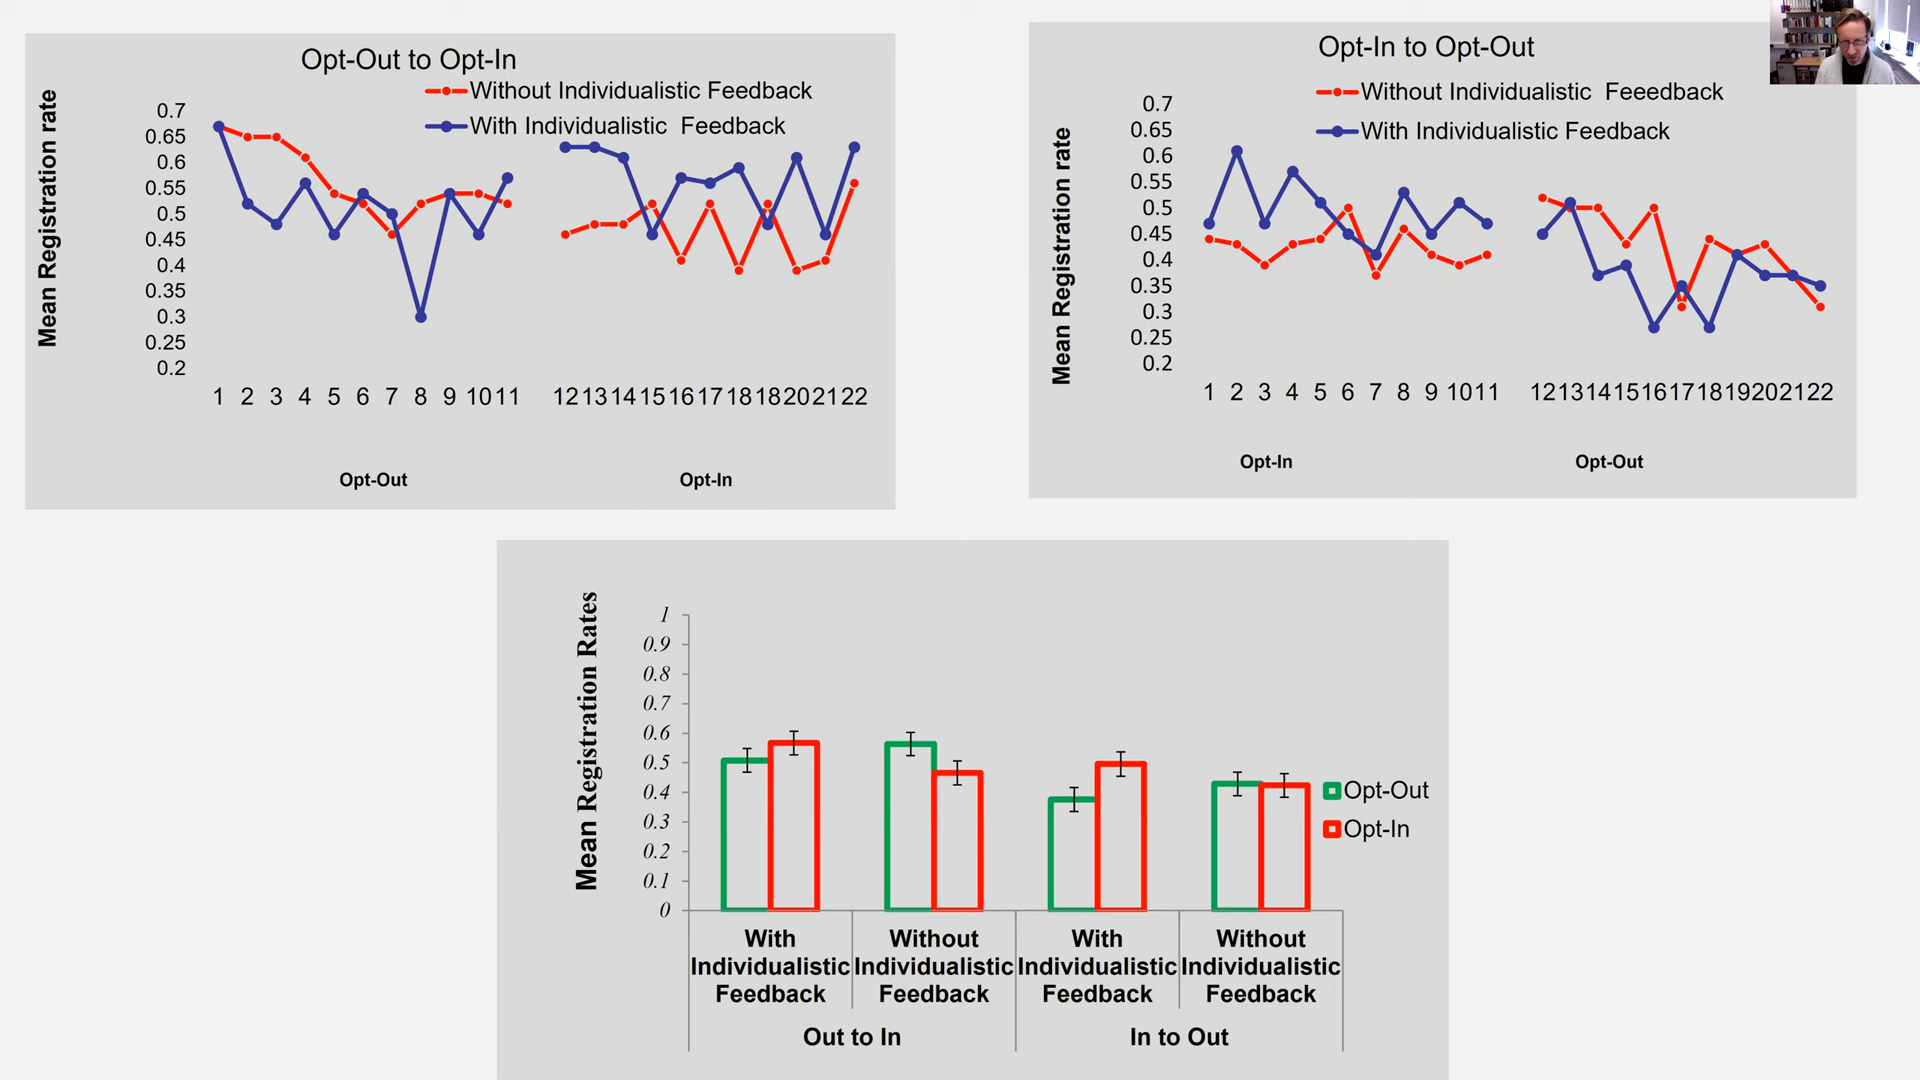 Opt-Out to Opt-In
Without Individualistic Feedback
With Individualistic Feedback
Mean Registration rate
0.7
0.65
0.6
0.55
0.5
0.45
0.4
0.35
0.3
0.25
0.2
1 2 3 4 5 6 7 8 9 10 11 12 13 14 15 16 17 18 18 20 21 22
Opt-Out Opt-In
Opt-In to Opt-Out
Without Individualistic Feeedback
With Individualistic Feedback
Mean Registration rate
0.7
0.65
0.6
0.55
0.5
0.45
0.4
0.35
0.3
0.25
0.2
1 2 3 4 5 6 7 8 9 10 11 12 13 14 15 16 17 18 19 20 21 22
Opt-In Opt-Out
Mean Registration Rates
1
0.9
0.8
0.7
0.6
0.5
0.4
0.3
0.2
0.1
0
Opt-Out
Opt-In
With Without With Without
Individualistic Individualistic Individualistic Individualistic
Feedback Feedback Feedback Feedback
Out to In In to Out